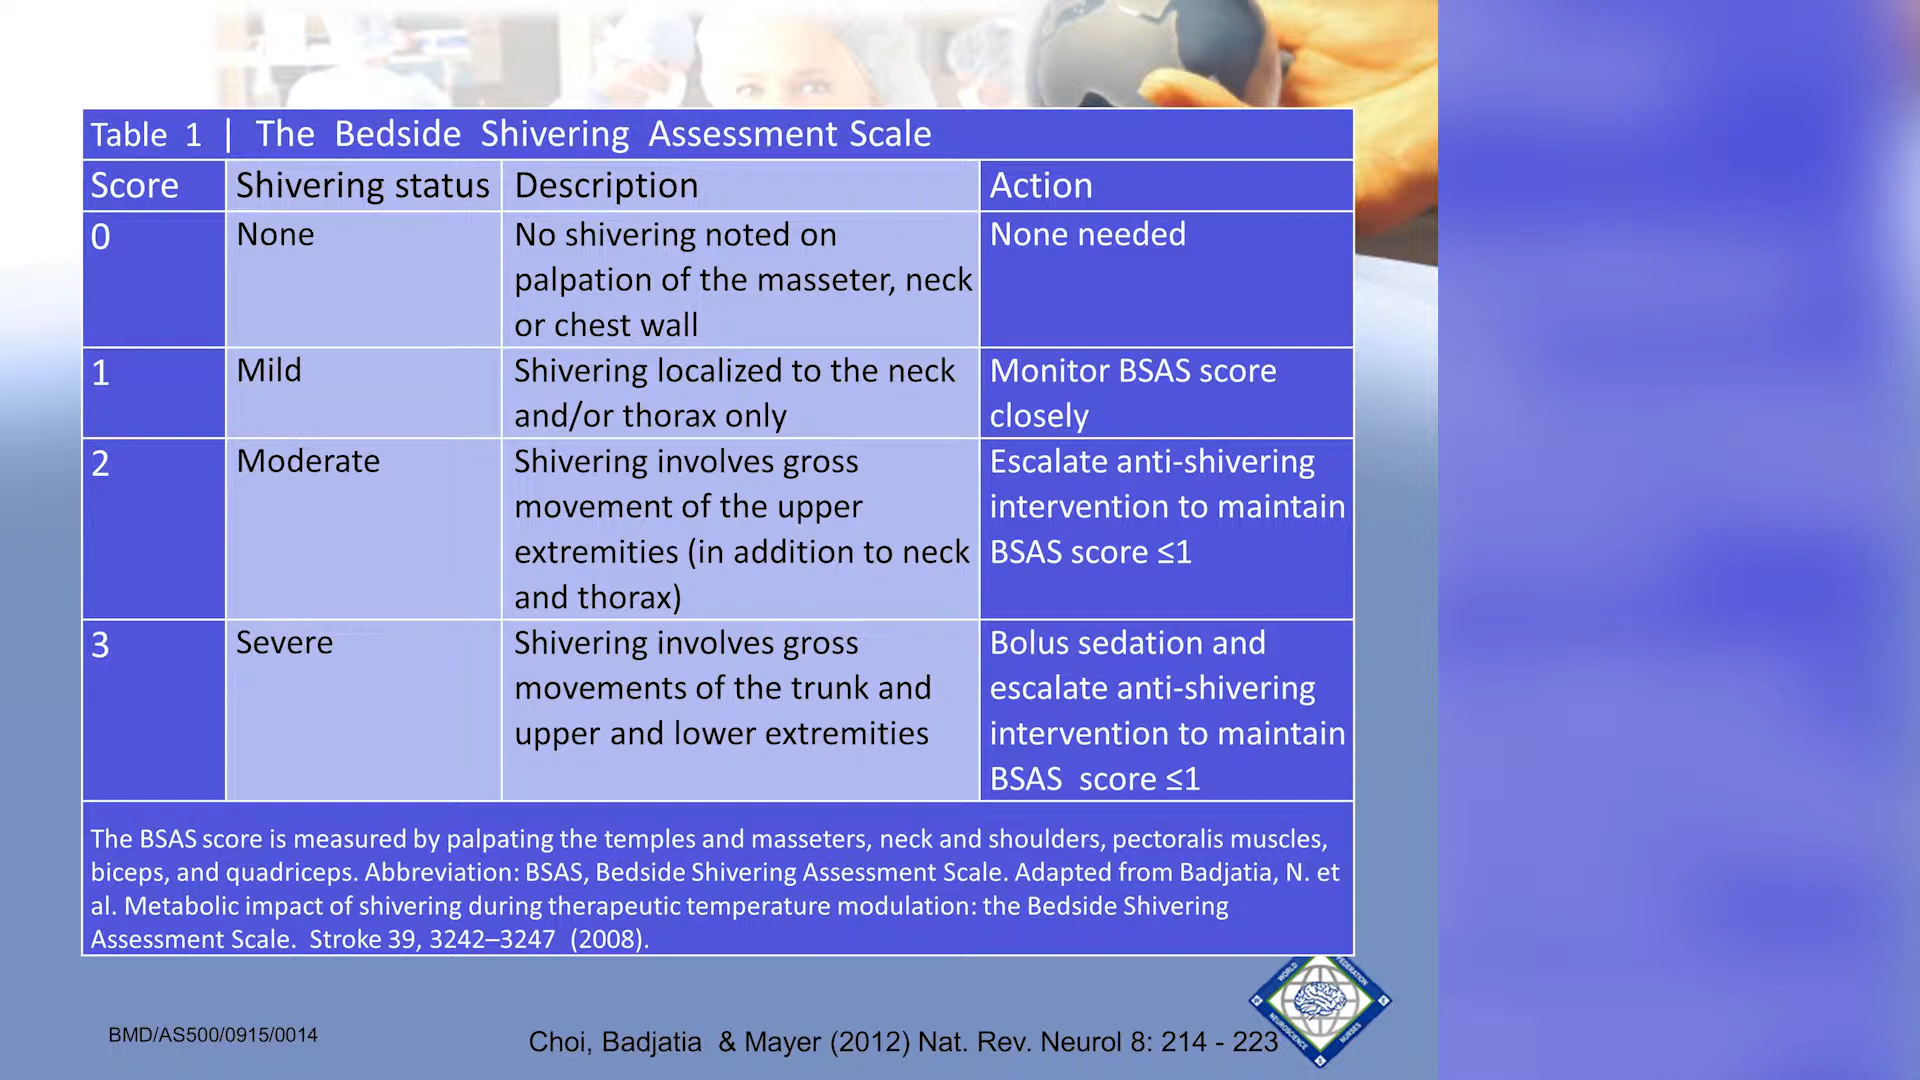 Table 1 | The Bedside Shivering Assessment Scale
Score Shivering status Description Action
0 None No shivering noted on None needed
palpation of the masseter, neck
or chest wall
1 Mild Shivering localized to the neck Monitor BSAS score
and/or thorax only closely
2 Moderate Shivering involves gross Escalate anti-shivering
movement of the upper intervention to maintain
extremities (in addition to neck BSAS score ≤1
and thorax)
3 Severe Shivering involves gross Bolus sedation and
movements of the trunk and escalate anti-shivering
upper and lower extremities intervention to maintain
BSAS score ≤1
The BSAS score is measured by palpating the temples and masseters, neck and shoulders, pectoralis muscles,
biceps, and quadriceps. Abbreviation: BSAS, Bedside Shivering Assessment Scale. Adapted from Badjatia, N. et
al. Metabolic impact of shivering during therapeutic temperature modulation: the Bedside Shivering
Assessment Scale. Stroke 39, 3242–3247 (2008).
WORLD FEDERATION
NEUROSCIENCE NURSES
BMD/AS500/0915/0014
Choi, Badjatia & Mayer (2012) Nat. Rev. Neurol 8: 214 - 223